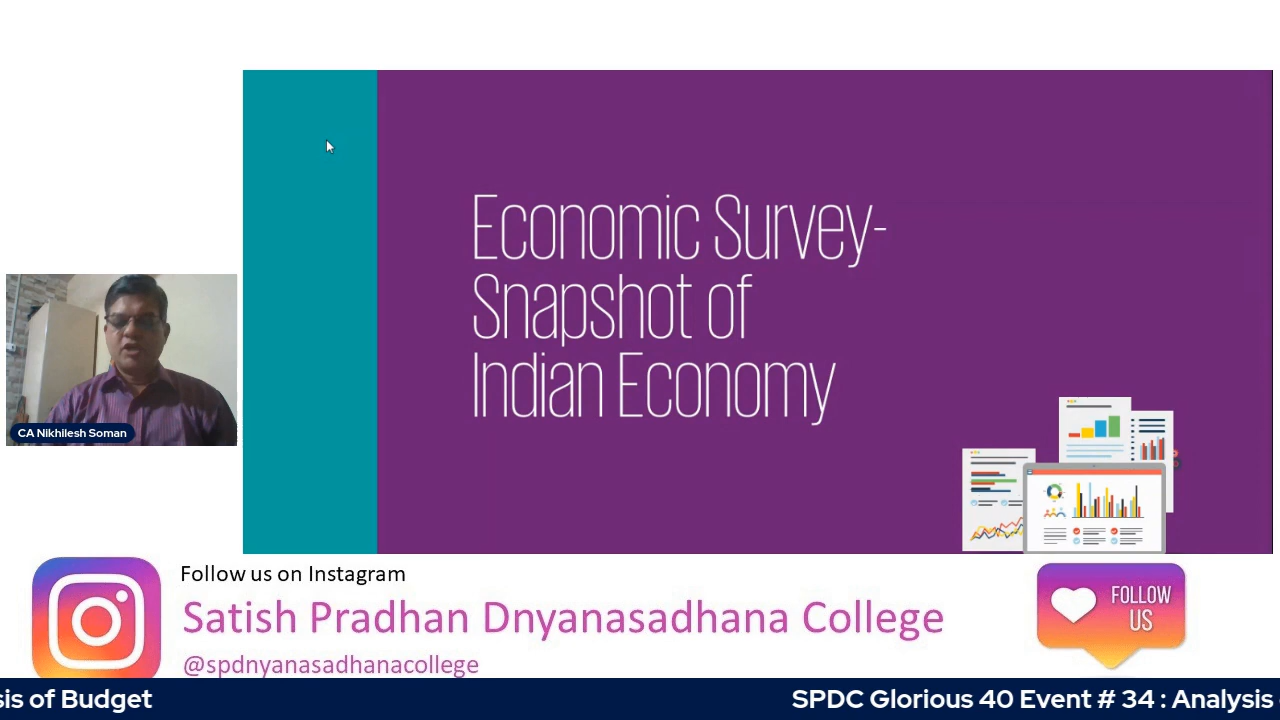 Economic Survey-
Snapshot of
Indian Economy
CA Nikhilesh Soman
Follow us on Instagram
Satish Pradhan Dnyanasadhana College
@spdnyanasadhanacollege
FOLLOW
US
sis of Budget
SPDC Glorious 40 Event # 34 : Analysis